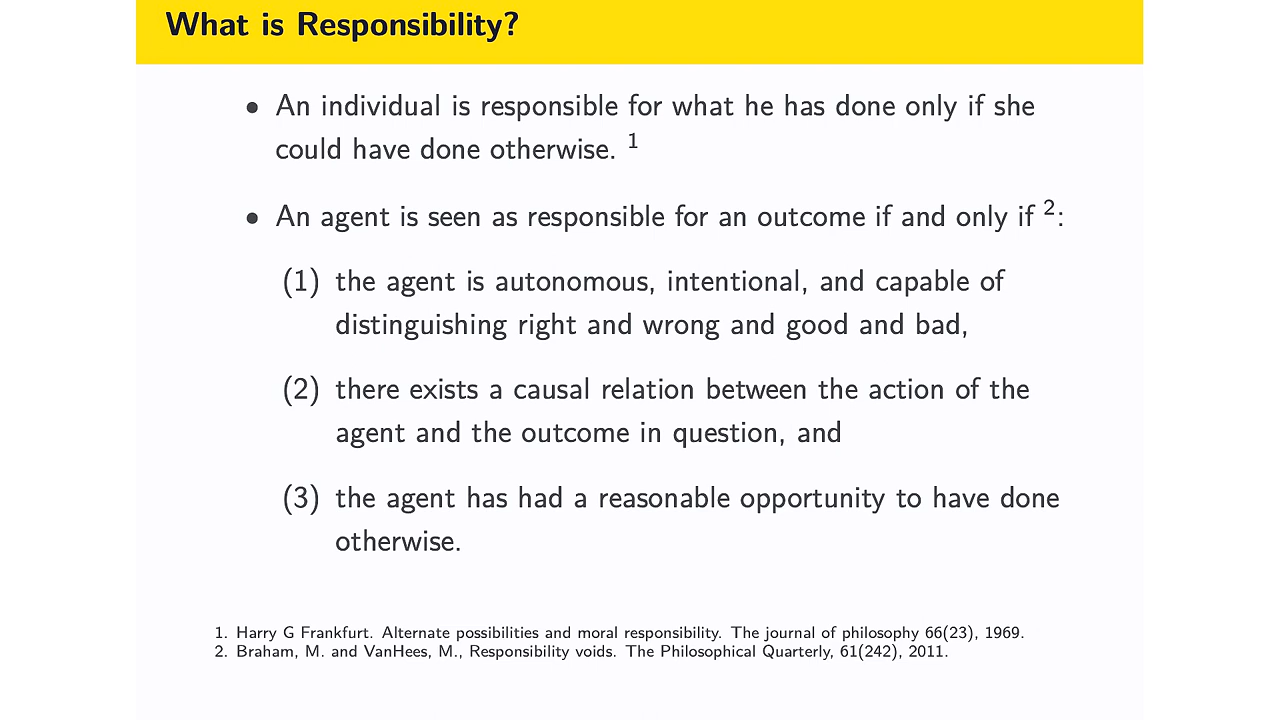 What is Responsibility?
• An individual is responsible for what he has done only if she
could have done otherwise. 1
• An agent is seen as responsible for an outcome if and only if 2:
(1) the agent is autonomous, intentional, and capable of
distinguishing right and wrong and good and bad,
(2) there exists a causal relation between the action of the
agent and the outcome in question, and
(3) the agent has had a reasonable opportunity to have done
otherwise.
1. Harry G Frankfurt. Alternate possibilities and moral responsibility. The journal of philosophy 66(23), 1969.
2. Braham, M. and VanHees, M., Responsibility voids. The Philosophical Quarterly, 61(242), 2011.